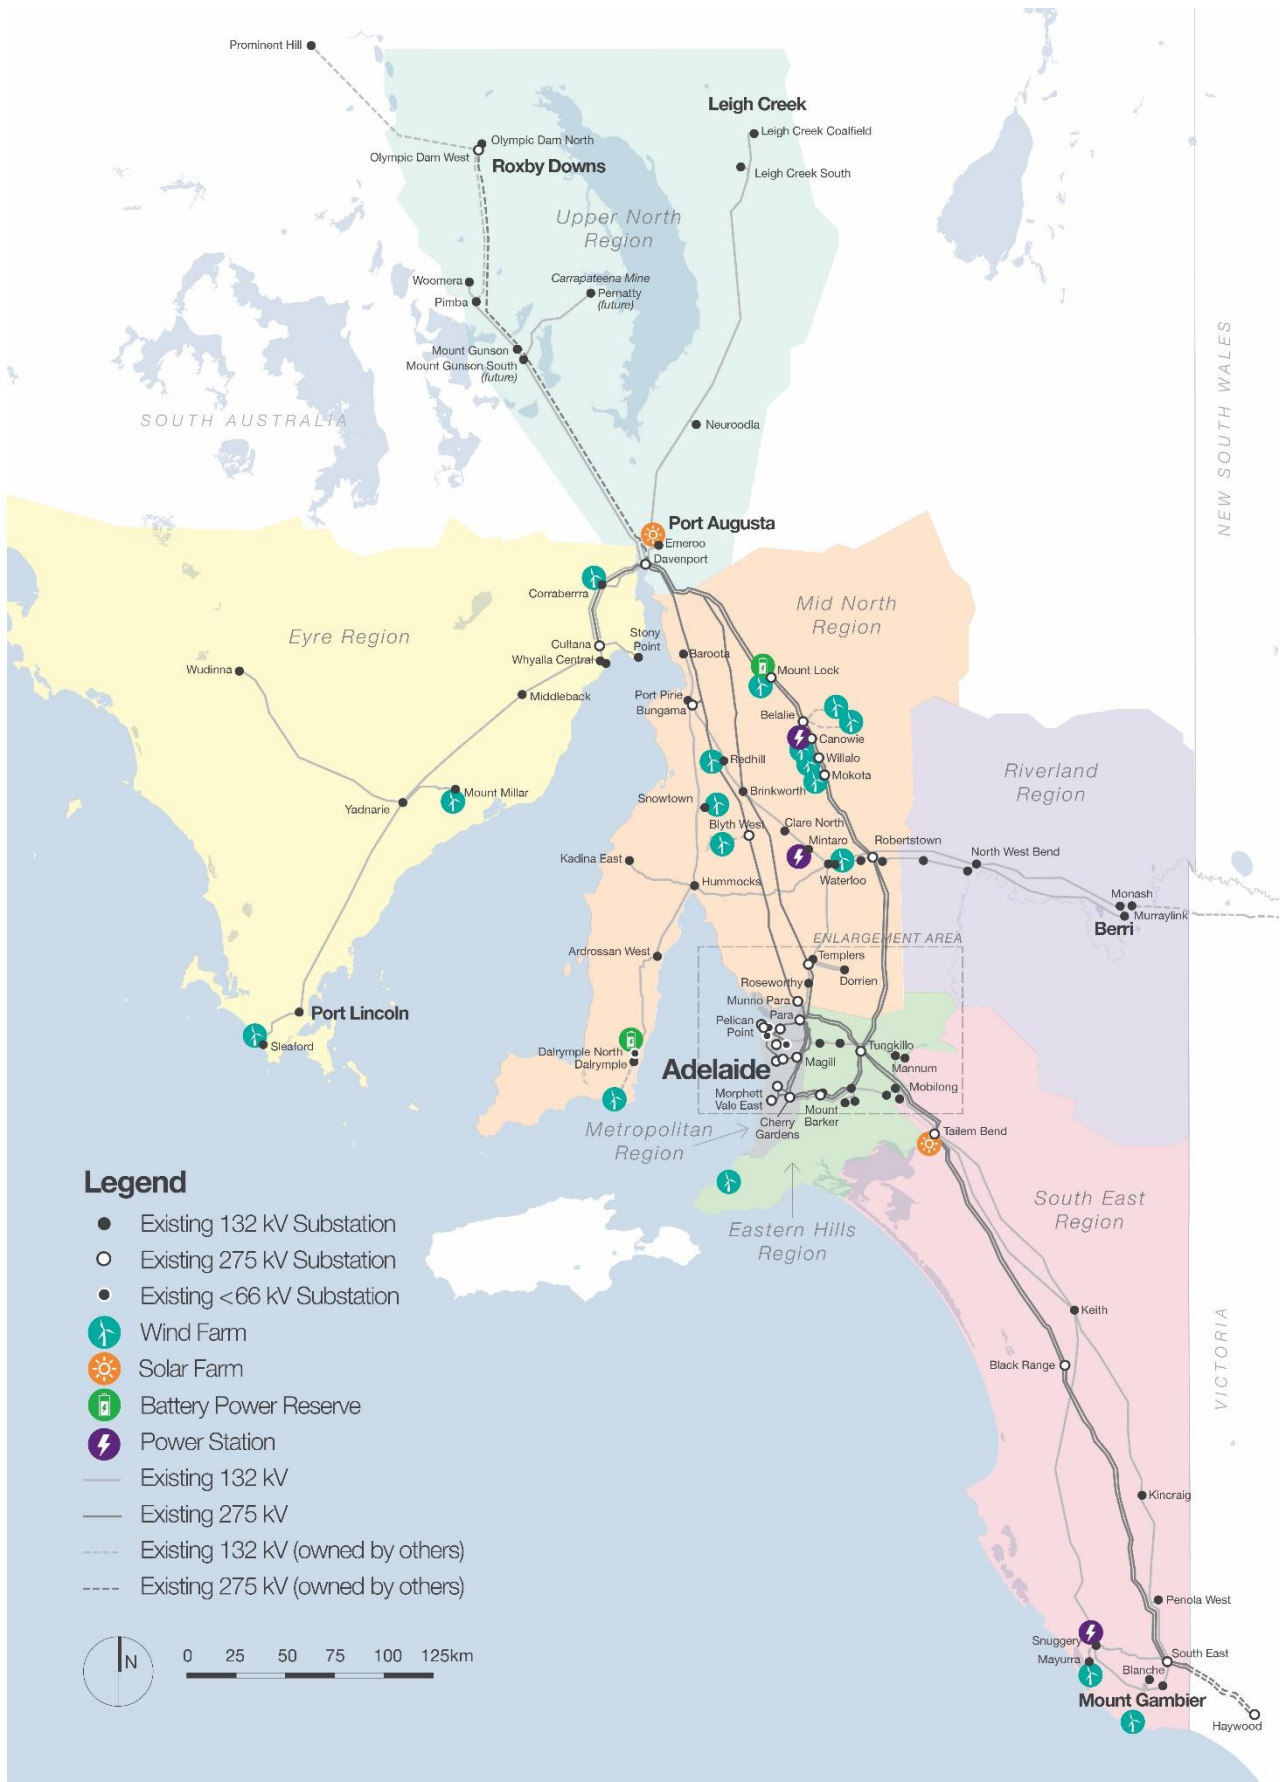 Prominent Hill
Leigh Creek
Leigh Creek Coalfield
Olympic Dam North
Olympic Dam West
Roxby Downs
Leigh Creek South
Upper North
Region
Woomera
Carrapateena Mine
Pernatty
(future)
Pimba
Mount Gunson
Mount Gunson South
(future)
NEW SOUTH WALES
SOUTH AUSTRALIA
Neuroodla
Port Augusta
Emeroo
Davenport
Corraberrra
Mid North
Region
Eyre Region
Cultana
Stony
Point
Whyalla Central
Baroota
Wudinna
Mount Lock
Middleback
Port Pirie
Bungama
Belalie
Canowie
Redhill
Willalo
Mokota
Riverland
Region
Mount Millar
Yadnarie
Snowtown
Brinkworth
Blyth West
Clare North
Mintaro
Robertstown
Kadina East
North West Bend
Waterloo
Hummocks
Monash
Murraylink
Berri
ENLARGEMENT AREA
Ardrossan West
Templers
Dorrien
Roseworthy
Munno Para
Port Lincoln
Para
Pelican
Point
Sleaford
Dalrymple North
Dalrymple
Tungkillo
Adelaide
Magill
Mannum
Mobilong
Morphett
Vale East
Mount
Barker
Cherry
Gardens
Metropolitan
Region
Tailem Bend
South East
Region
Eastern Hills
Region
Keith
Black Range
VICTORIA
Kincraig
Penola West
Snuggery
Mayurra
South East
Blanche
Mount Gambier
Haywood
Legend
Existing 132 kV Substation
Existing 275 kV Substation
Existing <66 kV Substation
Wind Farm
Solar Farm
Battery Power Reserve
Power Station
Existing 132 kV
Existing 275 kV
Existing 132 kV (owned by others)
Existing 275 kV (owned by others)
N
0 25 50 75 100 125km